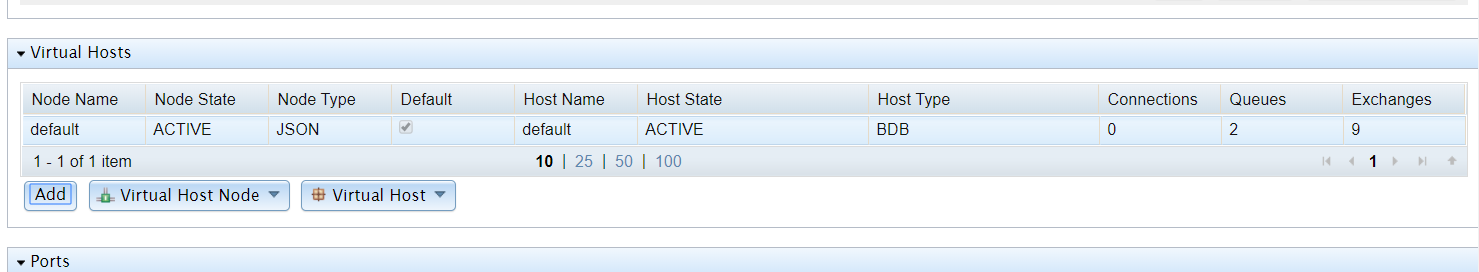 Virtual Hosts
Node Name Node State Node Type Default Host Name Host State Host Type Connections Queues Exchanges
default ACTIVE JSON default ACTIVE BDB 0 2 9
1 - 1 of 1 item 10 | 25 | 50 | 100 1
Add Virtual Host Node Virtual Host
Ports